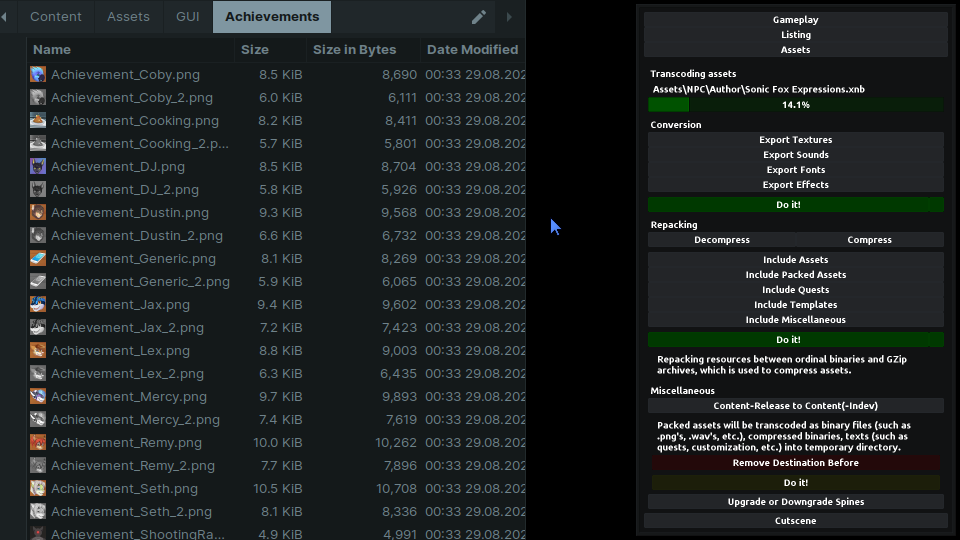 Content Assets GUI Achievements
Name Size Size in Bytes Date Modified
Achievement_Coby.png 8.5 KiB 8,690 00:33 29.08.202
Achievement_Coby_2.png 6.0 KiB 6,111 00:33 29.08.202
Achievement_Cooking.png 8.2 KiB 8,411 00:33 29.08.202
Achievement_Cooking_2.p... 5.7 KiB 5,801 00:33 29.08.202
Achievement_DJ.png 8.5 KiB 8,704 00:33 29.08.202
Achievement_DJ_2.png 5.8 KiB 5,926 00:33 29.08.202
Achievement_Dustin.png 9.3 KiB 9,568 00:33 29.08.202
Achievement_Dustin_2.png 6.6 KiB 6,732 00:33 29.08.202
Achievement_Generic.png 8.1 KiB 8,269 00:33 29.08.202
Achievement_Generic_2.png 5.9 KiB 6,065 00:33 29.08.202
Achievement_Jax.png 9.4 KiB 9,602 00:33 29.08.202
Achievement_Jax_2.png 7.2 KiB 7,423 00:33 29.08.202
Achievement_Lex.png 8.8 KiB 9,003 00:33 29.08.202
Achievement_Lex_2.png 6.3 KiB 6,435 00:33 29.08.202
Achievement_Mercy.png 9.7 KiB 9,893 00:33 29.08.202
Achievement_Mercy_2.png 7.4 KiB 7,619 00:33 29.08.202
Achievement_Remy.png 10.0 KiB 10,262 00:33 29.08.202
Achievement_Remy_2.png 7.7 KiB 7,896 00:33 29.08.202
Achievement_Seth.png 10.5 KiB 10,708 00:33 29.08.202
Achievement_Seth_2.png 8.1 KiB 8,336 00:33 29.08.202
Achievement_ShootingRa... 4.9 KiB 4,991 00:33 29.08.202
Gameplay
Listing
Assets
Transcoding assets
Assets\NPC\Author\Sonic Fox Expressions.xnb
14.1%
Conversion
Export Textures
Export Sounds
Export Fonts
Export Effects
Do it!
Repacking
Decompress Compress
Include Assets
Include Packed Assets
Include Quests
Include Templates
Include Miscellaneous
Do it!
Repacking resources between ordinal binaries and GZip
archives, which is used to compress assets.
Miscellaneous
Content-Release to Content(-Indev)
Packed assets will be transcoded as binary files (such as
.png's, .wav's, etc.), compressed binaries, texts (such as
quests, customization, etc.) into temporary directory.
Remove Destination Before
Do it!
Upgrade or Downgrade Spines
Cutscene